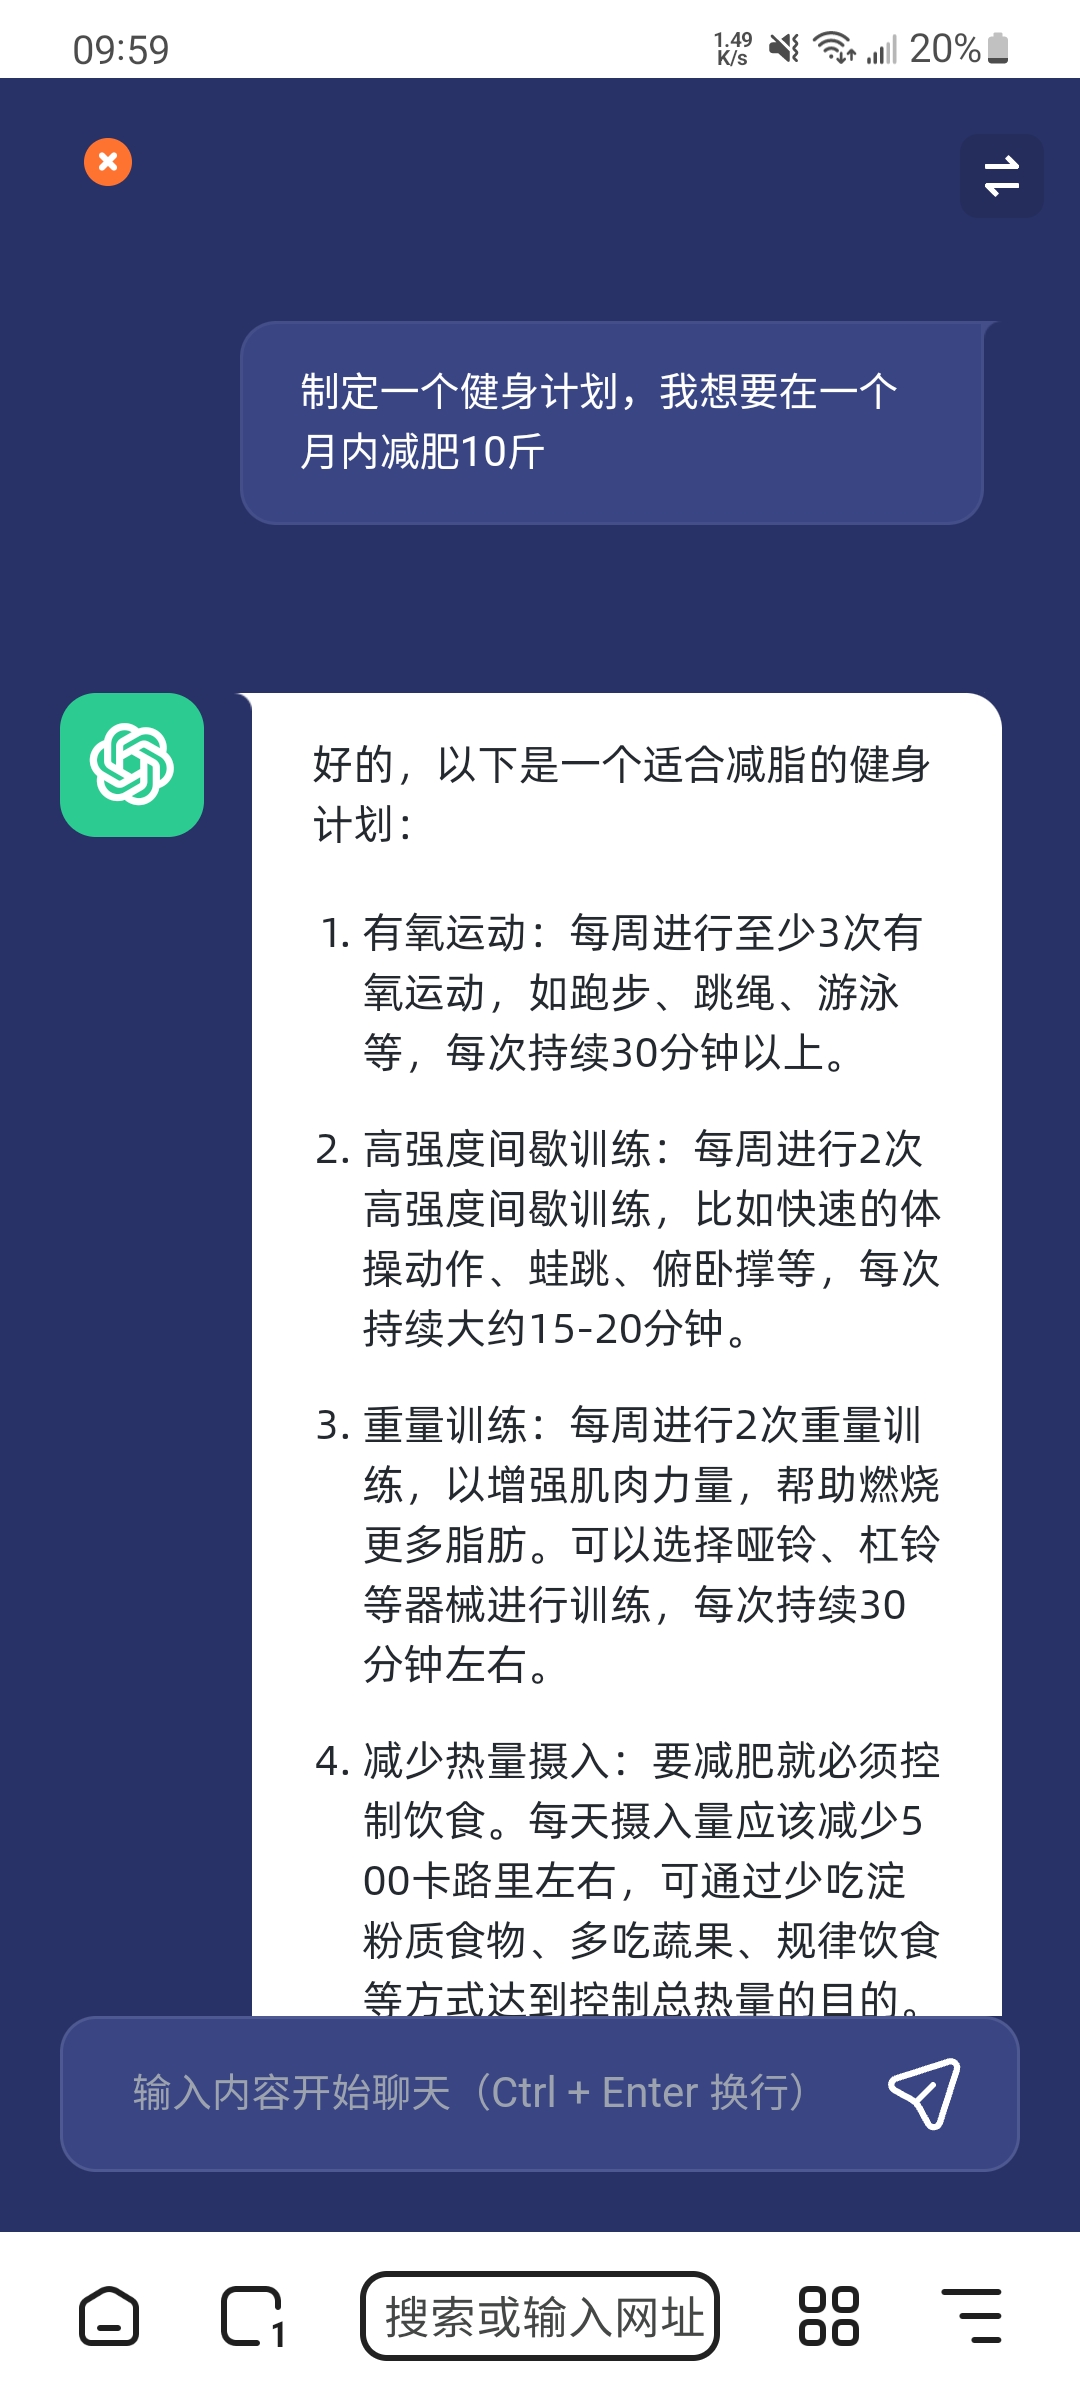 09:59
1.49
K/s
20%
制定一个健身计划，我想要在一个
月内减肥10斤
好的，以下是一个适合减脂的健身
计划：
1. 有氧运动：每周进行至少3次有
氧运动，如跑步、跳绳、游泳
等，每次持续30分钟以上。
2. 高强度间歇训练：每周进行2次
高强度间歇训练，比如快速的体
操动作、蛙跳、俯卧撑等，每次
持续大约15-20分钟。
3. 重量训练：每周进行2次重量训
练，以增强肌肉力量，帮助燃烧
更多脂肪。可以选择哑铃、杠铃
等器械进行训练，每次持续30
分钟左右。
4. 减少热量摄入：要减肥就必须控
制饮食。每天摄入量应该减少5
00卡路里左右，可通过少吃淀
粉质食物、多吃蔬果、规律饮食
等方式达到控制总热量的目的。
输入内容开始聊天（Ctrl + Enter 换行）
1
搜索或输入网址